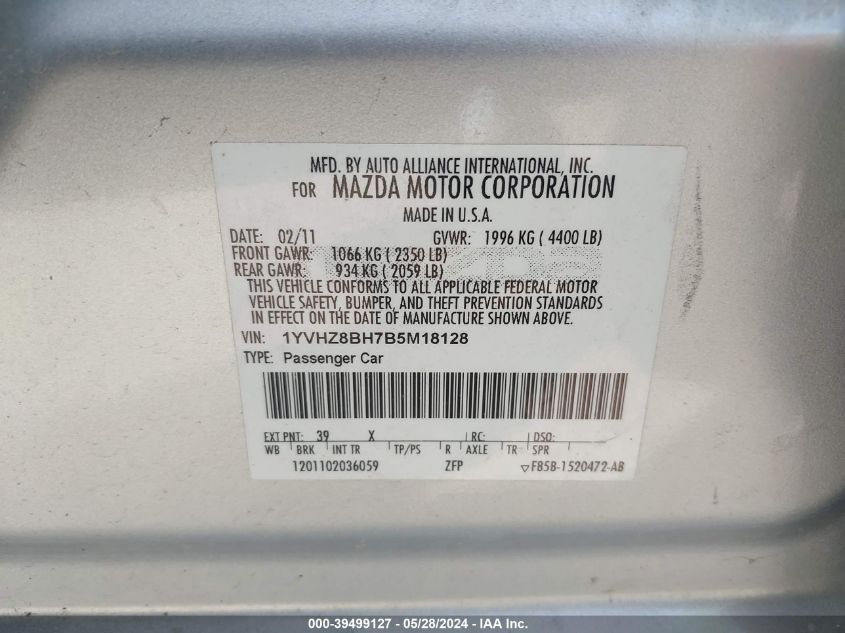 MFD. BY AUTO ALLIANCE INTERNATIONAL, INC.
FOR MAZDA MOTOR CORPORATION
MADE IN U.S.A.
DATE: 02/11 GVWR: 1996 KG ( 4400 LB)
FRONT GAWR: 1066 KG ( 2350 LB)
REAR GAWR: 934 KG ( 2059 LB)
THIS VEHICLE CONFORMS TO ALL APPLICABLE FEDERAL MOTOR
VEHICLE SAFETY, BUMPER, AND THEFT PREVENTION STANDARDS
IN EFFECT ON THE DATE OF MANUFACTURE SHOWN ABOVE.
VIN: 1YVHZ8BH7B5M18128
TYPE: Passenger Car
EXT PNT: 39 X RC: DSO:
WB BRK INT TR TP/PS R AXLE TR SPR
1201102036059 ZFP ▽F85B-1520472-AB
000-39499127 - 05/28/2024 - IAA Inc.